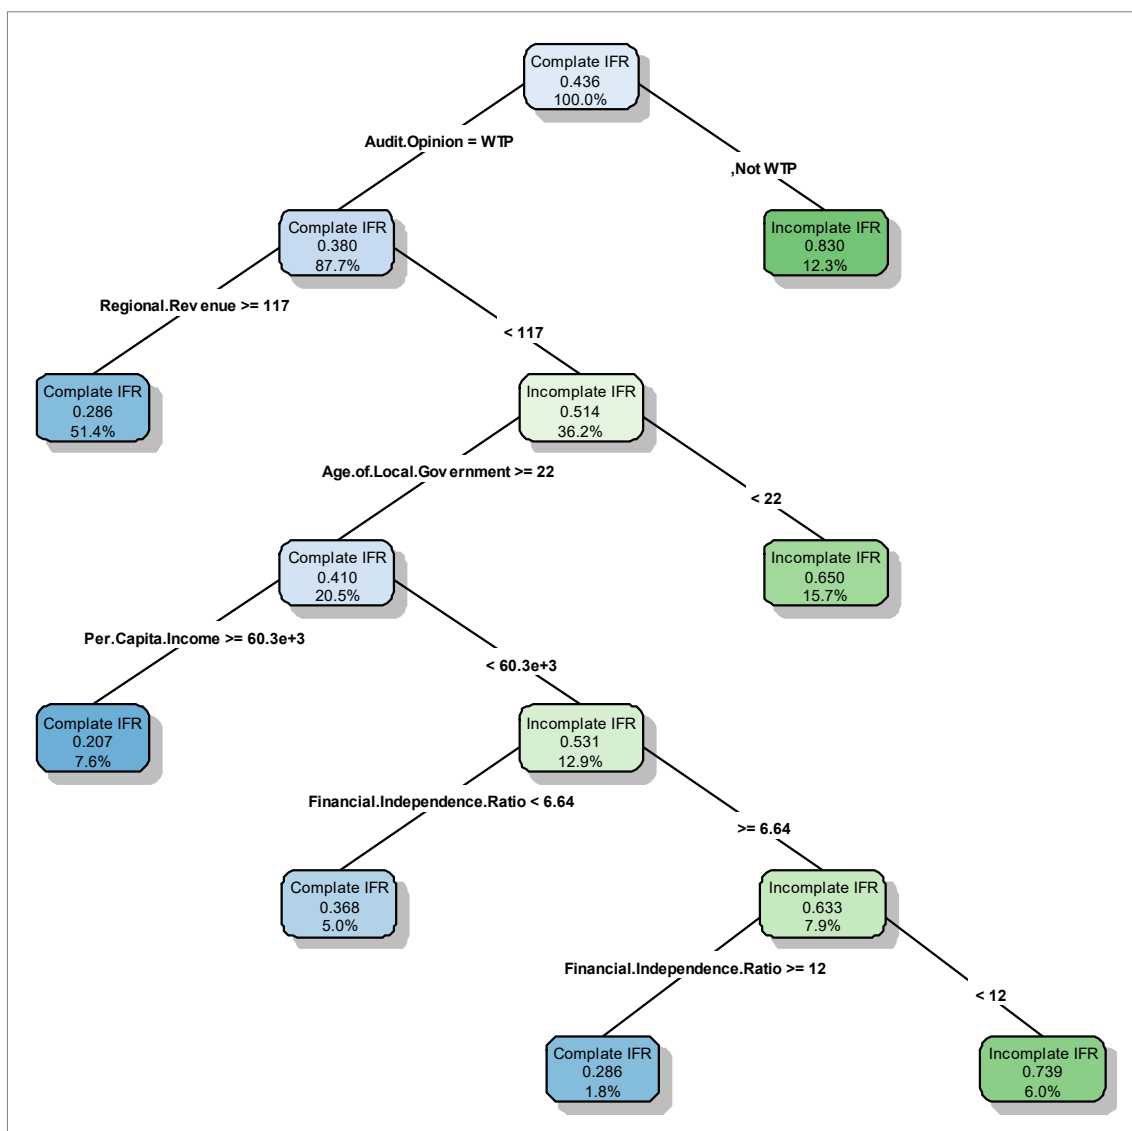 Complate IFR
0.436
100.0%
Audit.Opinion = WTP
,Not WTP
Complate IFR
0.380
87.7%
Incomplate IFR
0.830
12.3%
Regional.Revenue >= 117
< 117
Complate IFR
0.286
51.4%
Incomplate IFR
0.514
36.2%
Age.of.Local.Government >= 22
< 22
Complate IFR
0.410
20.5%
Incomplate IFR
0.650
15.7%
Per.Capita.Income >= 60.3e+3
< 60.3e+3
Complate IFR
0.207
7.6%
Incomplate IFR
0.531
12.9%
Financial.Independence.Ratio < 6.64
>= 6.64
Complate IFR
0.368
5.0%
Incomplate IFR
0.633
7.9%
Financial.Independence.Ratio >= 12
< 12
Complate IFR
0.286
1.8%
Incomplate IFR
0.739
6.0%